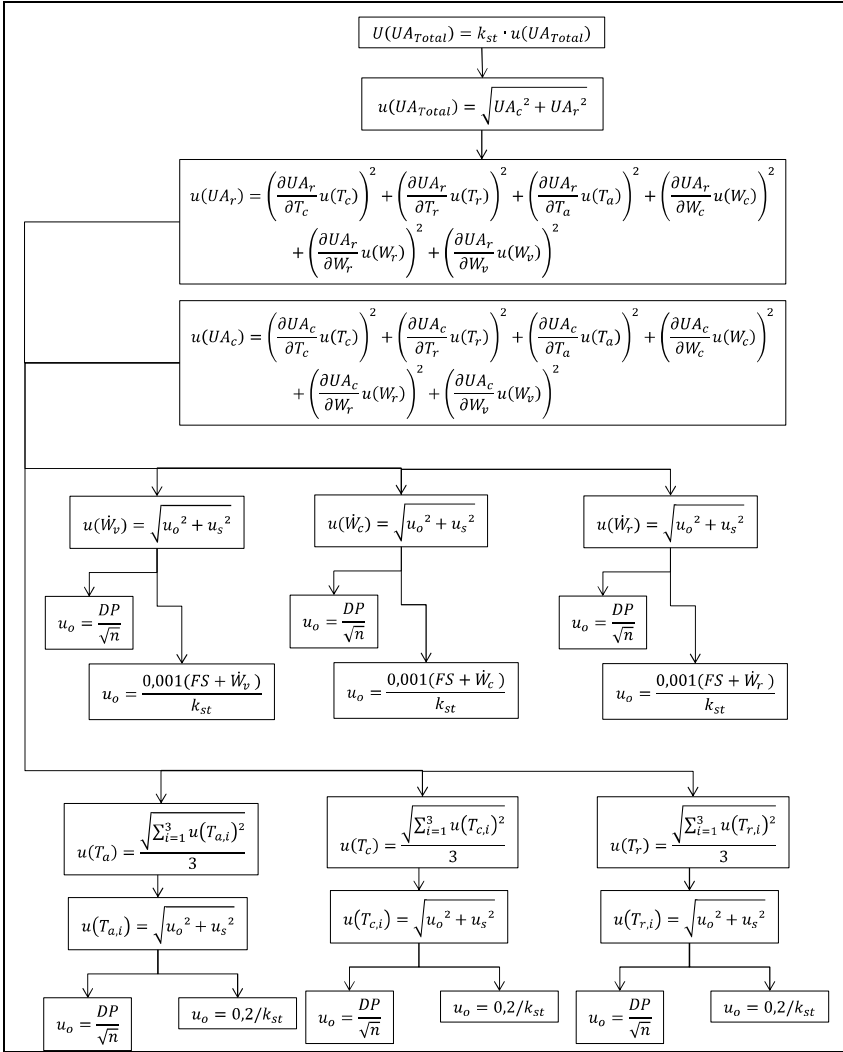 U(UA_Total) = k_st · u(UA_Total)
u(UA_Total) = √(UA_c² + UA_r²)
u(UA_r) = (∂UA_r/∂T_c u(T_c))² + (∂UA_r/∂T_r u(T_r))² + (∂UA_r/∂T_a u(T_a))² + (∂UA_r/∂W_c u(W_c))²
+ (∂UA_r/∂W_r u(W_r))² + (∂UA_r/∂W_v u(W_v))²
u(UA_c) = (∂UA_c/∂T_c u(T_c))² + (∂UA_c/∂T_r u(T_r))² + (∂UA_c/∂T_a u(T_a))² + (∂UA_c/∂W_c u(W_c))²
+ (∂UA_c/∂W_r u(W_r))² + (∂UA_c/∂W_v u(W_v))²
u(Ẇ_v) = √(u_o² + u_s²)
u(Ẇ_c) = √(u_o² + u_s²)
u(Ẇ_r) = √(u_o² + u_s²)
u_o = DP/√n
u_o = DP/√n
u_o = DP/√n
u_o = 0,001(FS + Ẇ_v)/k_st
u_o = 0,001(FS + Ẇ_c)/k_st
u_o = 0,001(FS + Ẇ_r)/k_st
u(T_a) = √(∑_{i=1}^{3} u(T_{a,i})²)/3
u(T_c) = √(∑_{i=1}^{3} u(T_{c,i})²)/3
u(T_r) = √(∑_{i=1}^{3} u(T_{r,i})²)/3
u(T_{a,i}) = √(u_o² + u_s²)
u(T_{c,i}) = √(u_o² + u_s²)
u(T_{r,i}) = √(u_o² + u_s²)
u_o = DP/√n
u_o = 0,2/k_st
u_o = DP/√n
u_o = 0,2/k_st
u_o = DP/√n
u_o = 0,2/k_st